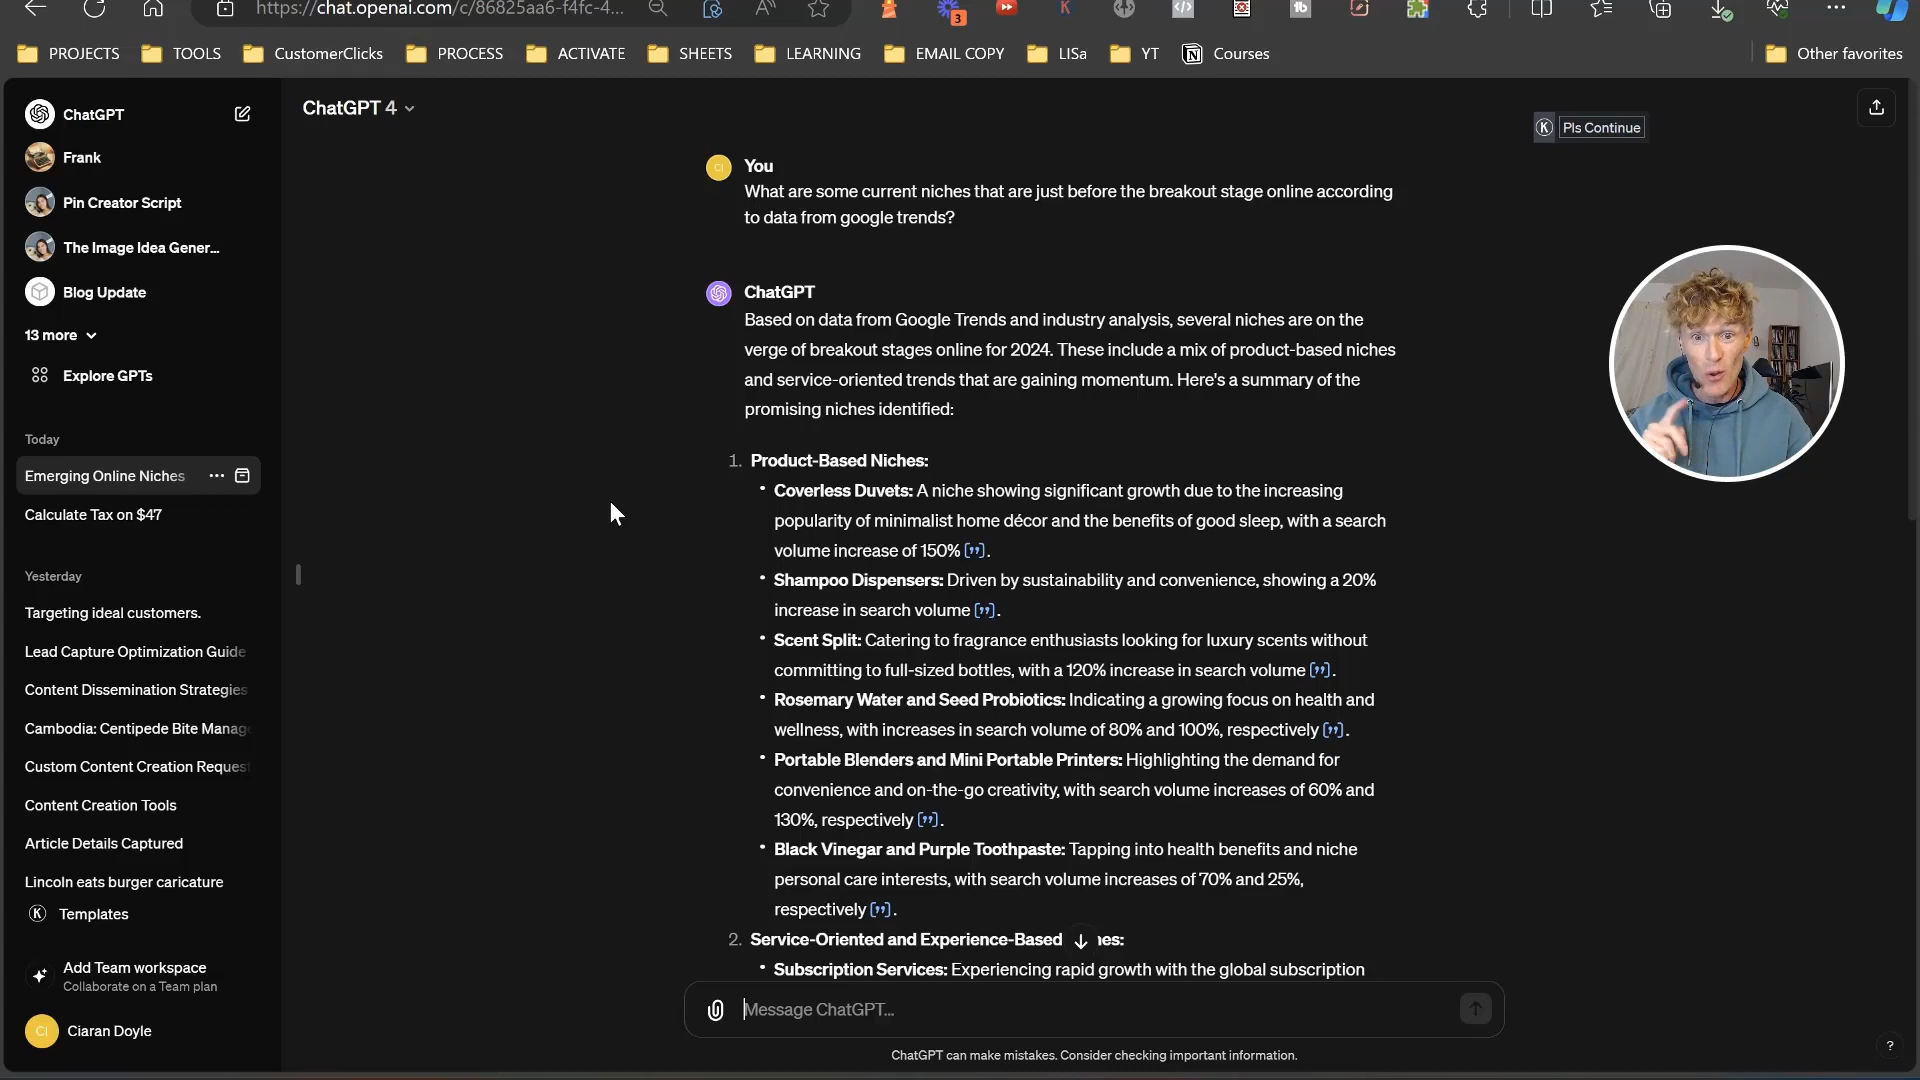 https://chat.openai.com/c/86825aa6-f4fc-4...
3
PROJECTS
TOOLS
CustomerClicks
PROCESS
ACTIVATE
SHEETS
LEARNING
EMAIL COPY
LISa
YT
Courses
Other favorites
ChatGPT
Frank
Pin Creator Script
The Image Idea Gener...
Blog Update
13 more
Explore GPTs
Today
Emerging Online Niches
Calculate Tax on $47
Yesterday
Targeting ideal customers.
Lead Capture Optimization Guide
Content Dissemination Strategies
Cambodia: Centipede Bite Manag
Custom Content Creation Reques
Content Creation Tools
Article Details Captured
Lincoln eats burger caricature
K Templates
Add Team workspace
Collaborate on a Team plan
CI Ciaran Doyle
ChatGPT 4
K Pls Continue
CI You
What are some current niches that are just before the breakout stage online according
to data from google trends?
ChatGPT
Based on data from Google Trends and industry analysis, several niches are on the
verge of breakout stages online for 2024. These include a mix of product-based niches
and service-oriented trends that are gaining momentum. Here's a summary of the
promising niches identified:
1. Product-Based Niches:
• Coverless Duvets: A niche showing significant growth due to the increasing
popularity of minimalist home décor and the benefits of good sleep, with a search
volume increase of 150% ["].
• Shampoo Dispensers: Driven by sustainability and convenience, showing a 20%
increase in search volume ["].
• Scent Split: Catering to fragrance enthusiasts looking for luxury scents without
committing to full-sized bottles, with a 120% increase in search volume ["].
• Rosemary Water and Seed Probiotics: Indicating a growing focus on health and
wellness, with increases in search volume of 80% and 100%, respectively ["].
• Portable Blenders and Mini Portable Printers: Highlighting the demand for
convenience and on-the-go creativity, with search volume increases of 60% and
130%, respectively ["].
• Black Vinegar and Purple Toothpaste: Tapping into health benefits and niche
personal care interests, with search volume increases of 70% and 25%,
respectively ["].
2. Service-Oriented and Experience-Based hes:
• Subscription Services: Experiencing rapid growth with the global subscription
Message ChatGPT...
ChatGPT can make mistakes. Consider checking important information.
?